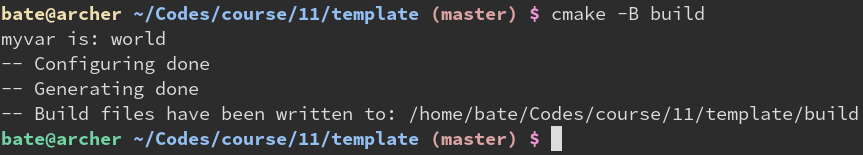 bate@archer ~/Codes/course/11/template (master) $ cmake -B build
myvar is: world
-- Configuring done
-- Generating done
-- Build files have been written to: /home/bate/Codes/course/11/template/build
bate@archer ~/Codes/course/11/template (master) $